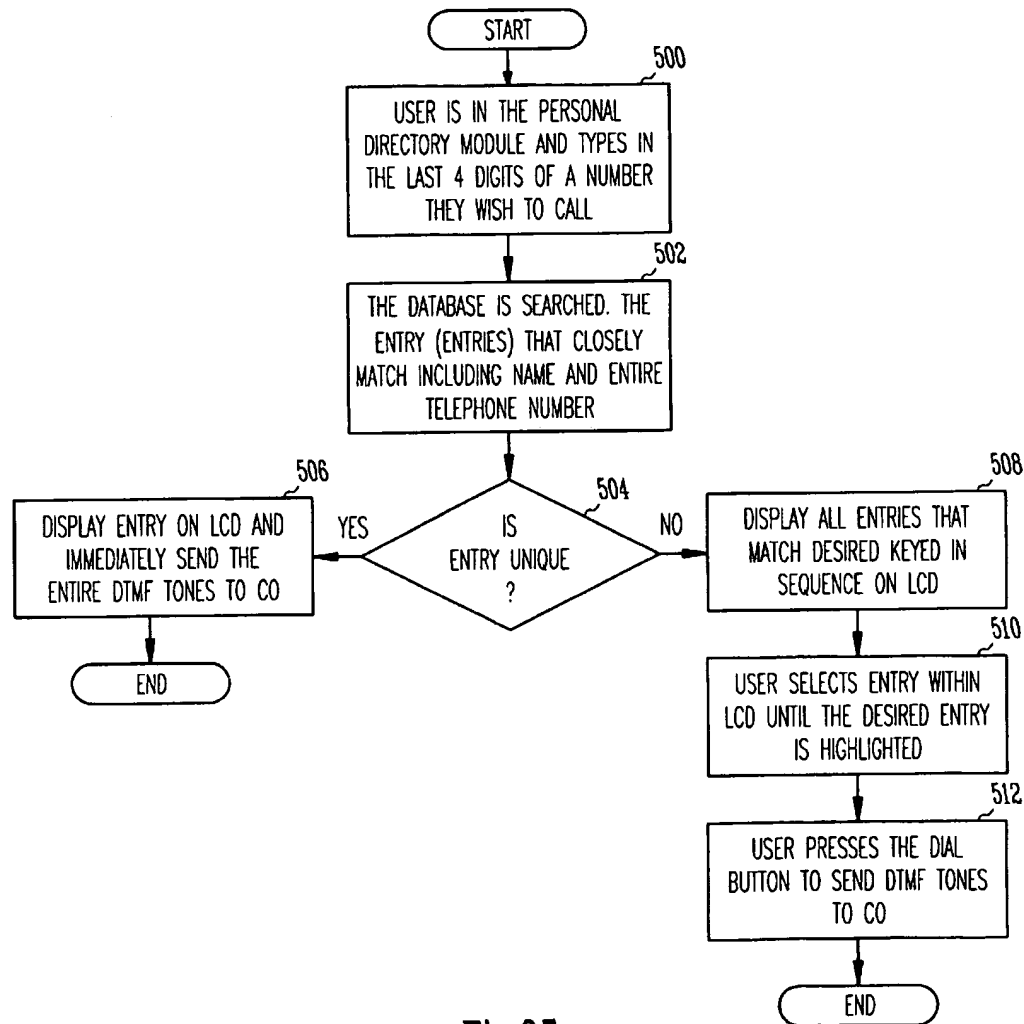 START
500
USER IS IN THE PERSONAL
DIRECTORY MODULE AND TYPES IN
THE LAST 4 DIGITS OF A NUMBER
THEY WISH TO CALL
502
THE DATABASE IS SEARCHED. THE
ENTRY (ENTRIES) THAT CLOSELY
MATCH INCLUDING NAME AND ENTIRE
TELEPHONE NUMBER
504
IS
ENTRY UNIQUE
?
YES
NO
506
DISPLAY ENTRY ON LCD AND
IMMEDIATELY SEND THE
ENTIRE DTMF TONES TO CO
END
508
DISPLAY ALL ENTRIES THAT
MATCH DESIRED KEYED IN
SEQUENCE ON LCD
510
USER SELECTS ENTRY WITHIN
LCD UNTIL THE DESIRED ENTRY
IS HIGHLIGHTED
512
USER PRESSES THE DIAL
BUTTON TO SEND DTMF TONES
TO CO
END